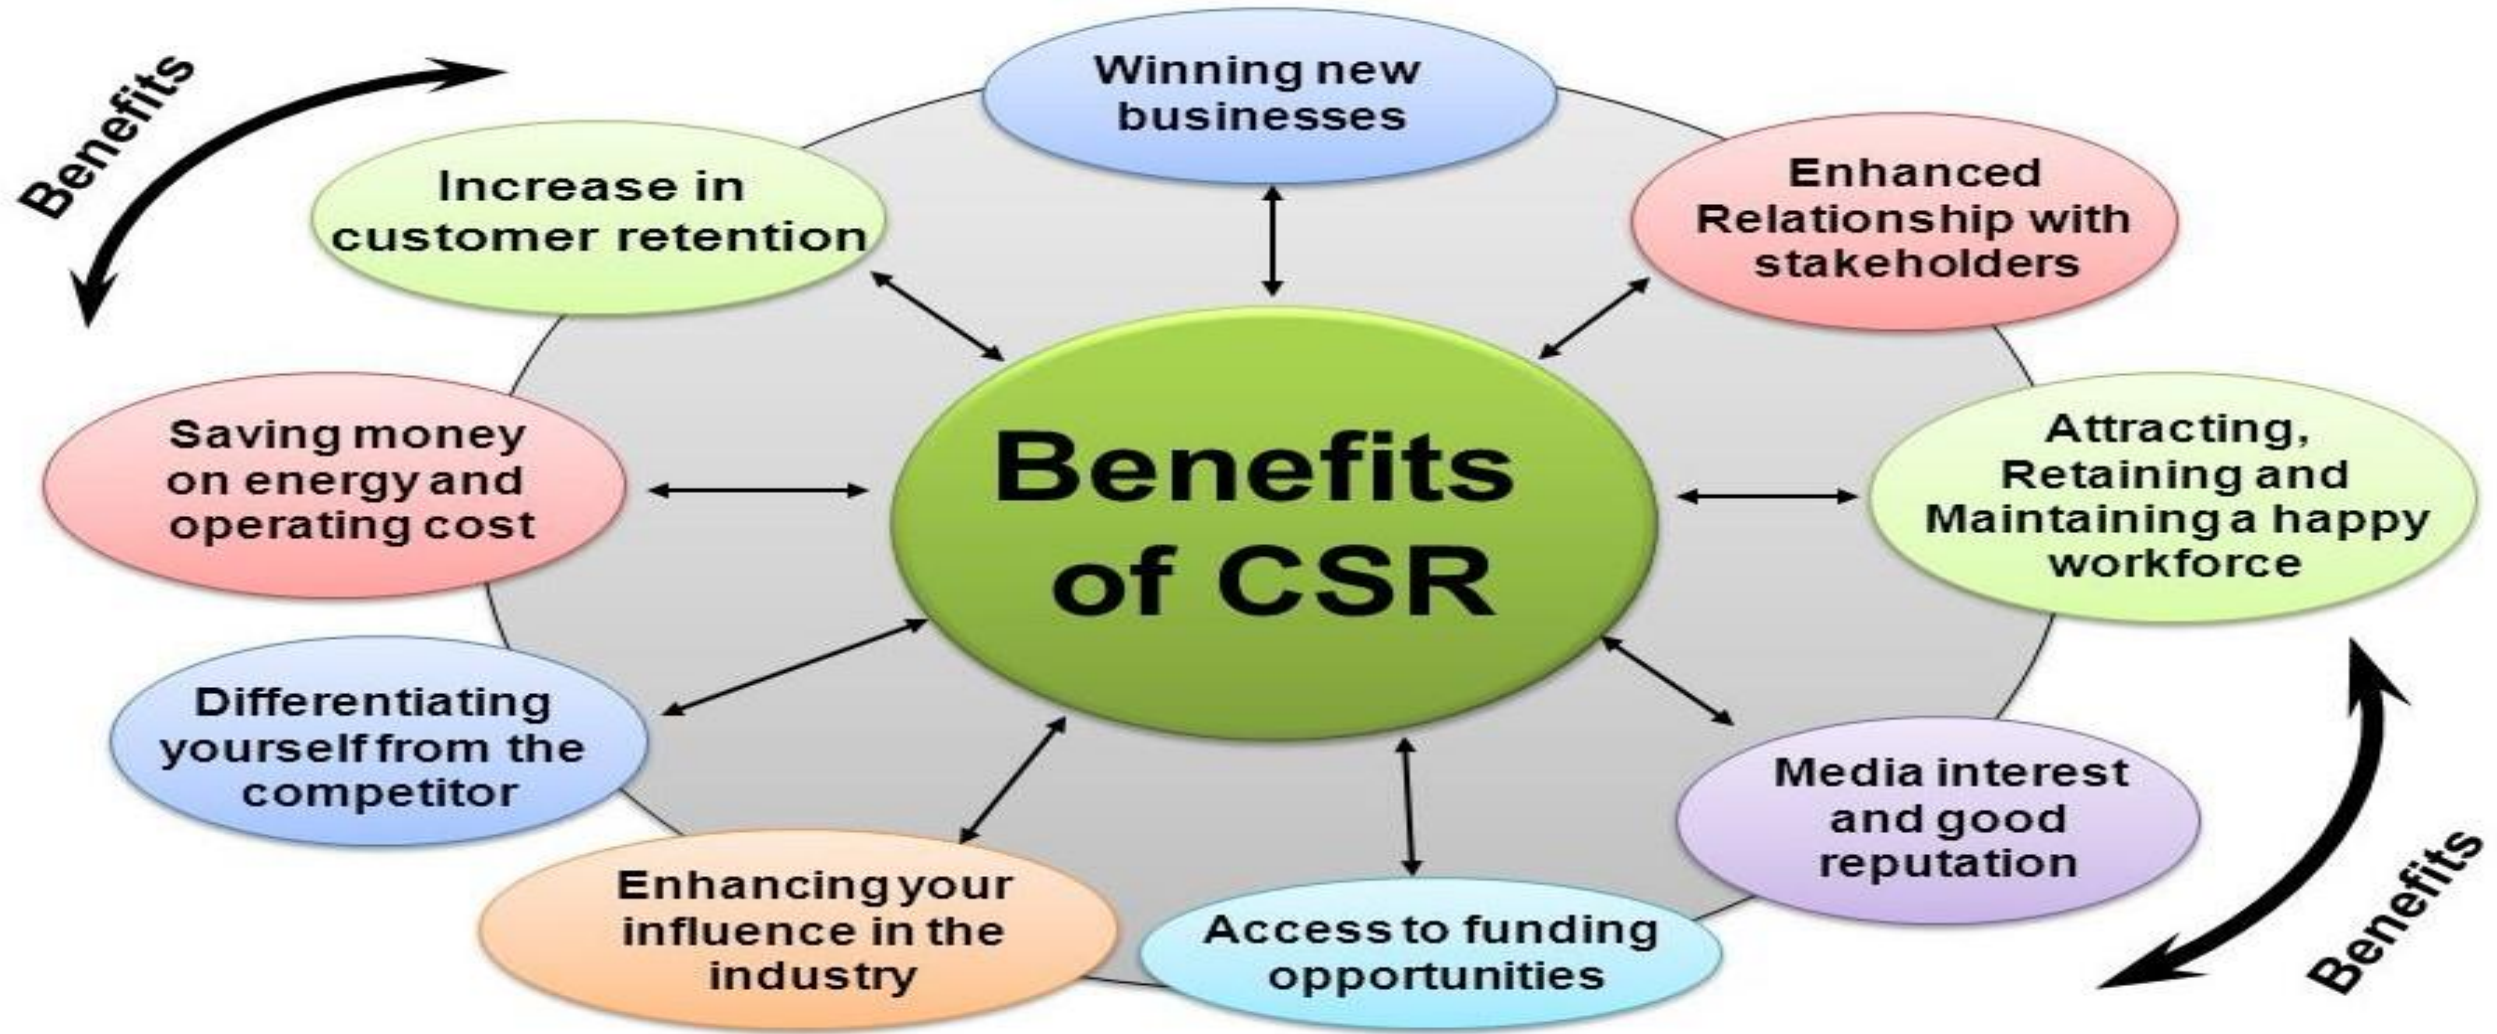 Benefits
Winning new
businesses
Increase in
customer retention
Enhanced
Relationship with
stakeholders
Saving money
on energy and
operating cost
Benefits
of CSR
Attracting,
Retaining and
Maintaining a happy
workforce
Differentiating
yourself from the
competitor
Media interest
and good
reputation
Enhancing your
influence in the
industry
Access to funding
opportunities
Benefits